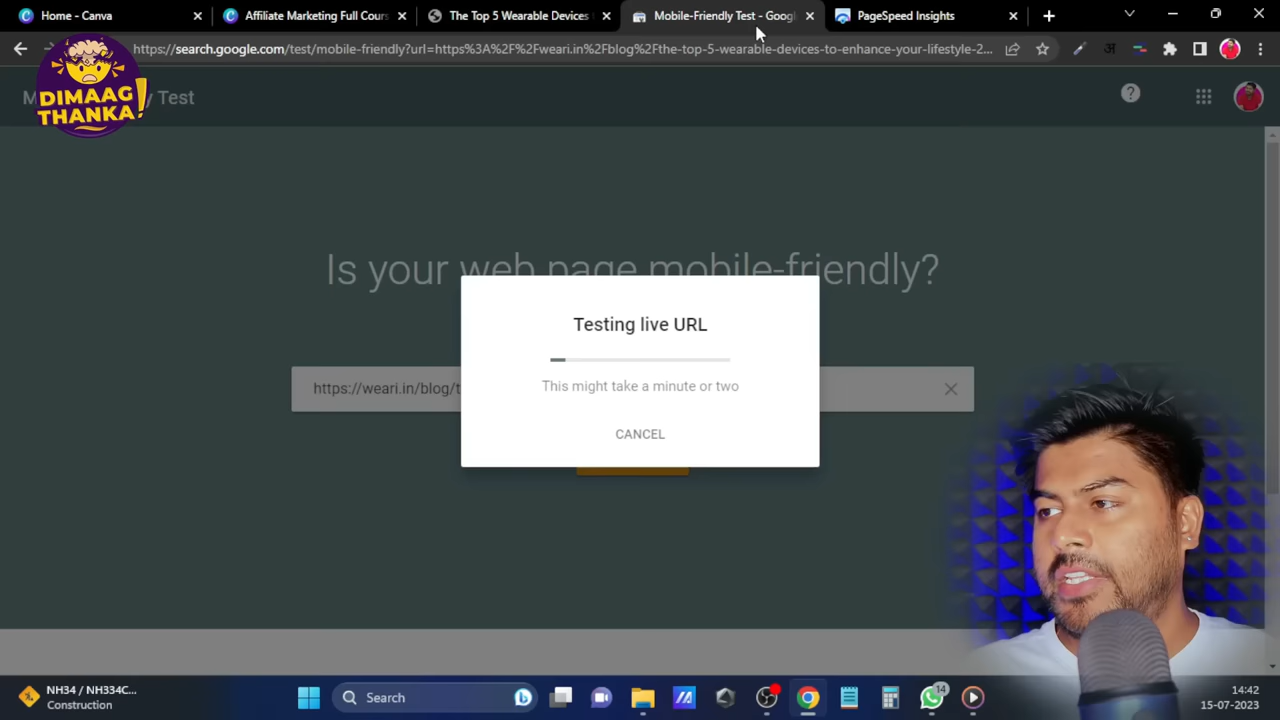 Home - Canva
Affiliate Marketing Full Cours
The Top 5 Wearable Devices
Mobile-Friendly Test - Goog
PageSpeed Insights
https://search.google.com/test/mobile-friendly?url=https%3A%2F%2Fweari.in%2Fblog%2Fthe-top-5-wearable-devices-to-enhance-your-lifestyle-2...
DIMAAG
THANKA!
M
y Test
Is your web page mobile-friendly?
Testing live URL
https://weari.in/blog/t
This might take a minute or two
CANCEL
NH34 / NH334C...
Construction
Search
14
14:42
15-07-2023